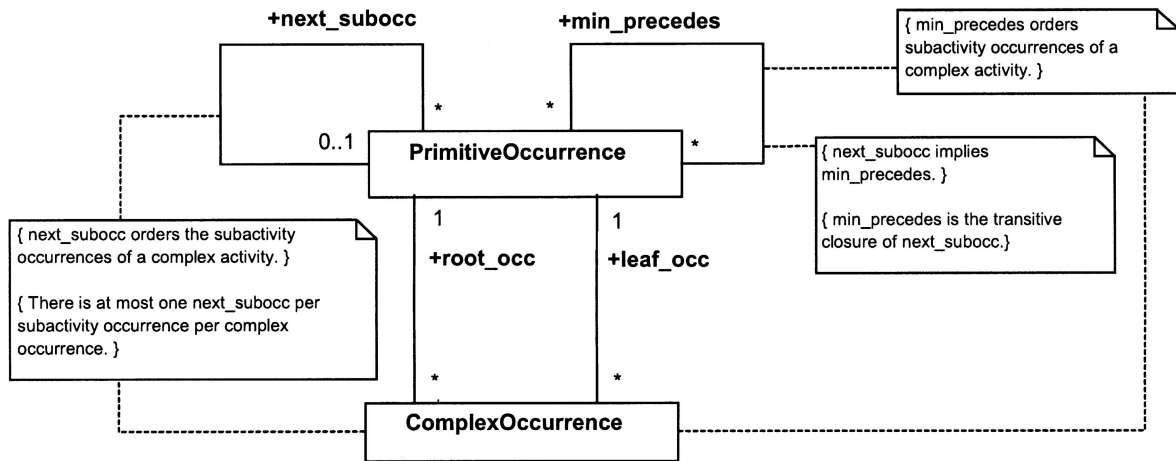 +next_subocc
+min_precedes
{ min_precedes orders
subactivity occurrences of a
complex activity. }
*
*
0..1
PrimitiveOccurrence
*
{ next_subocc implies
min_precedes. }
{ min_precedes is the transitive
closure of next_subocc.}
{ next_subocc orders the subactivity
occurrences of a complex activity. }
{ There is at most one next_subocc per
subactivity occurrence per complex
occurrence. }
1
1
+root_occ
+leaf_occ
*
*
ComplexOccurrence